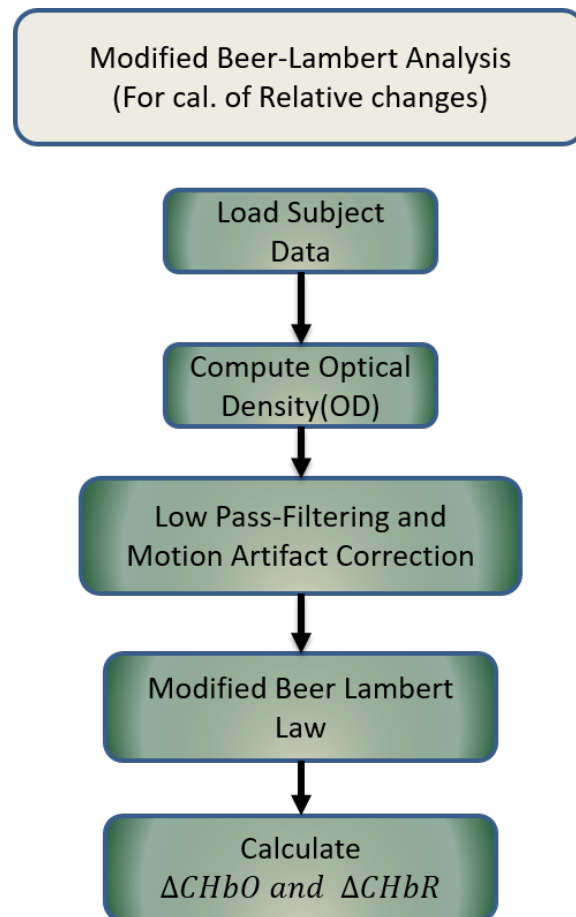 Modified Beer-Lambert Analysis
(For cal. of Relative changes)
Load Subject
Data
Compute Optical
Density(OD)
Low Pass-Filtering and
Motion Artifact Correction
Modified Beer Lambert
Law
Calculate
ΔCHbO and ΔCHbR